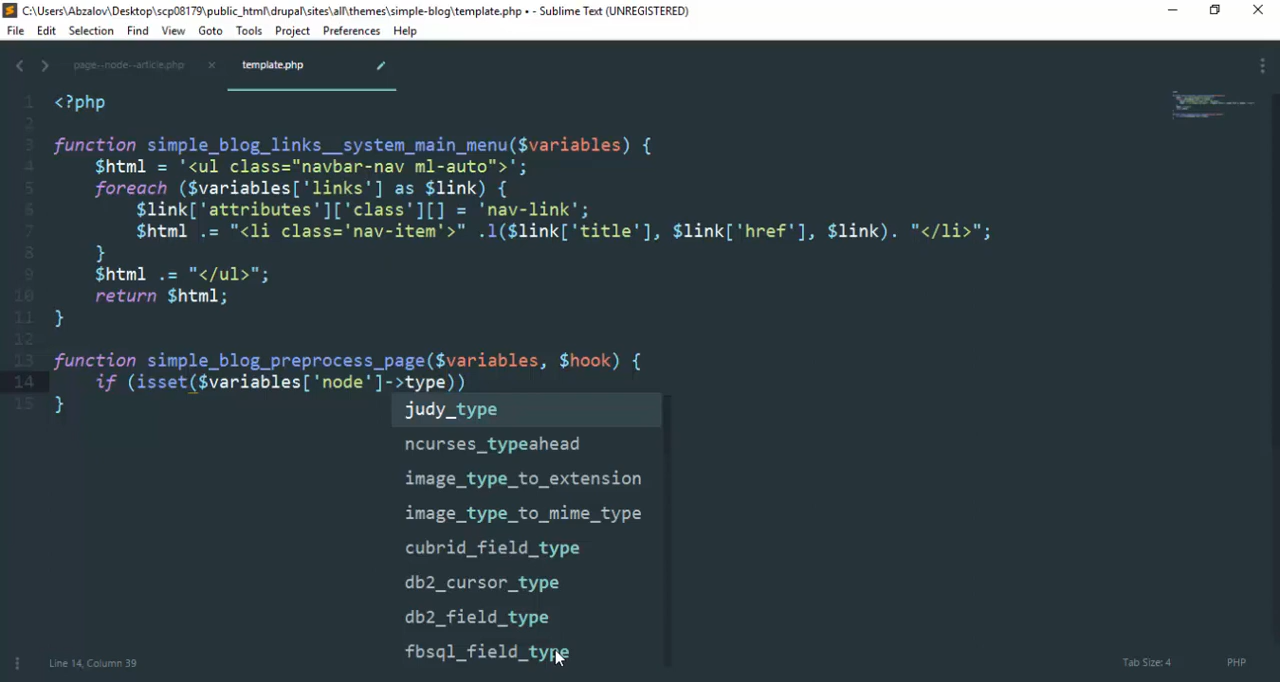 C:\Users\Abzalov\Desktop\scp08179\public_html\drupal\sites\all\themes\simple-blog\template.php • - Sublime Text (UNREGISTERED)
File Edit Selection Find View Goto Tools Project Preferences Help
page--node--article.php template.php
1 <?php
2
3 function simple_blog_links__system_main_menu($variables) {
4 $html = '<ul class="navbar-nav ml-auto">';
5 foreach ($variables['links'] as $link) {
6 $link['attributes']['class'][] = 'nav-link';
7 $html .= "<li class='nav-item'>" .l($link['title'], $link['href'], $link). "</li>";
8 }
9 $html .= "</ul>";
10 return $html;
11 }
12
13 function simple_blog_preprocess_page($variables, $hook) {
14 if (isset($variables['node']->type))
15 }
judy_type
ncurses_typeahead
image_type_to_extension
image_type_to_mime_type
cubrid_field_type
db2_cursor_type
db2_field_type
fbsql_field_type
Line 14, Column 39 Tab Size: 4 PHP